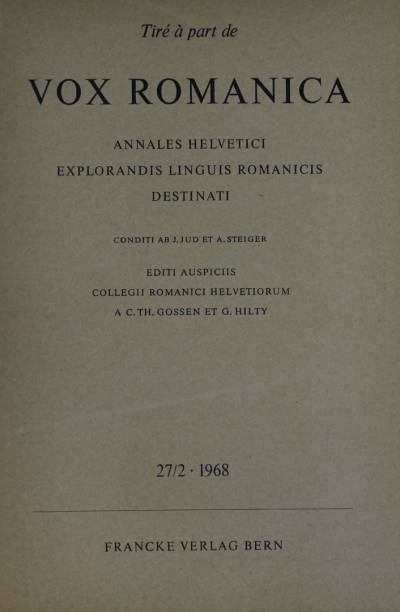 Tiré à part de
VOX ROMANICA
ANNALES HELVETICI
EXPLORANDIS LINGUIS ROMANICIS
DESTINATI
CONDITI AB J. JUD ET A. STEIGER
EDITI AUSPICIIS
COLLEGII ROMANICI HELVETIORUM
A C. TH. GOSSEN ET G. HILTY
27/2 · 1968
FRANCKE VERLAG BERN